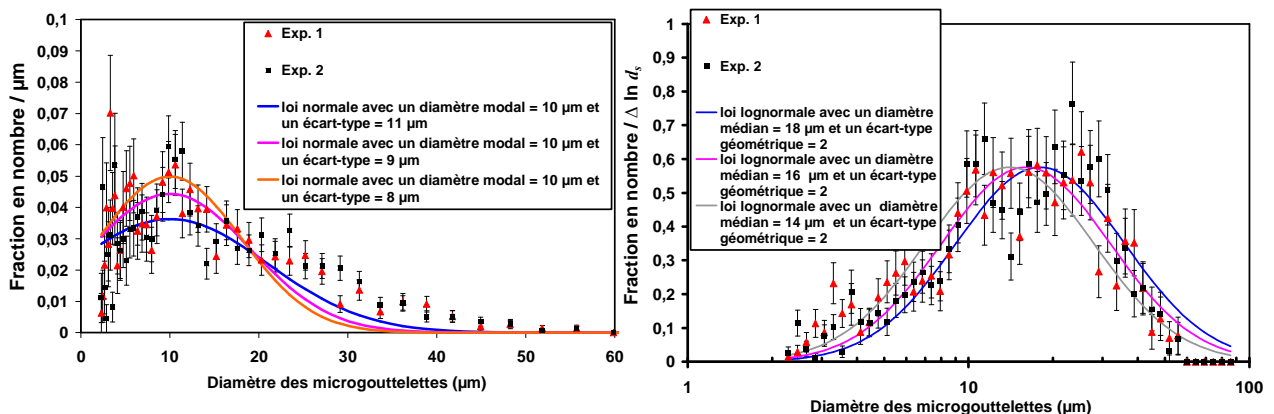 Fraction en nombre / µm
0,1
0,09
0,08
0,07
0,06
0,05
0,04
0,03
0,02
0,01
0
0 10 20 30 40 50 60
Diamètre des microgouttelettes (µm)
Exp. 1
Exp. 2
loi normale avec un diamètre modal = 10 µm et
un écart-type = 11 µm
loi normale avec un diamètre modal = 10 µm et
un écart-type = 9 µm
loi normale avec un diamètre modal = 10 µm et
un écart-type = 8 µm
Fraction en nombre / Δ ln ds
1
0,9
0,8
0,7
0,6
0,5
0,4
0,3
0,2
0,1
0
1 10 100
Diamètre des microgouttelettes (µm)
Exp. 1
Exp. 2
loi lognormale avec un diamètre
médian = 18 µm et un écart-type
géométrique = 2
loi lognormale avec un diamètre
médian = 16 µm et un écart-type
géométrique = 2
loi lognormale avec un diamètre
médian = 14 µm et un écart-type
géométrique = 2